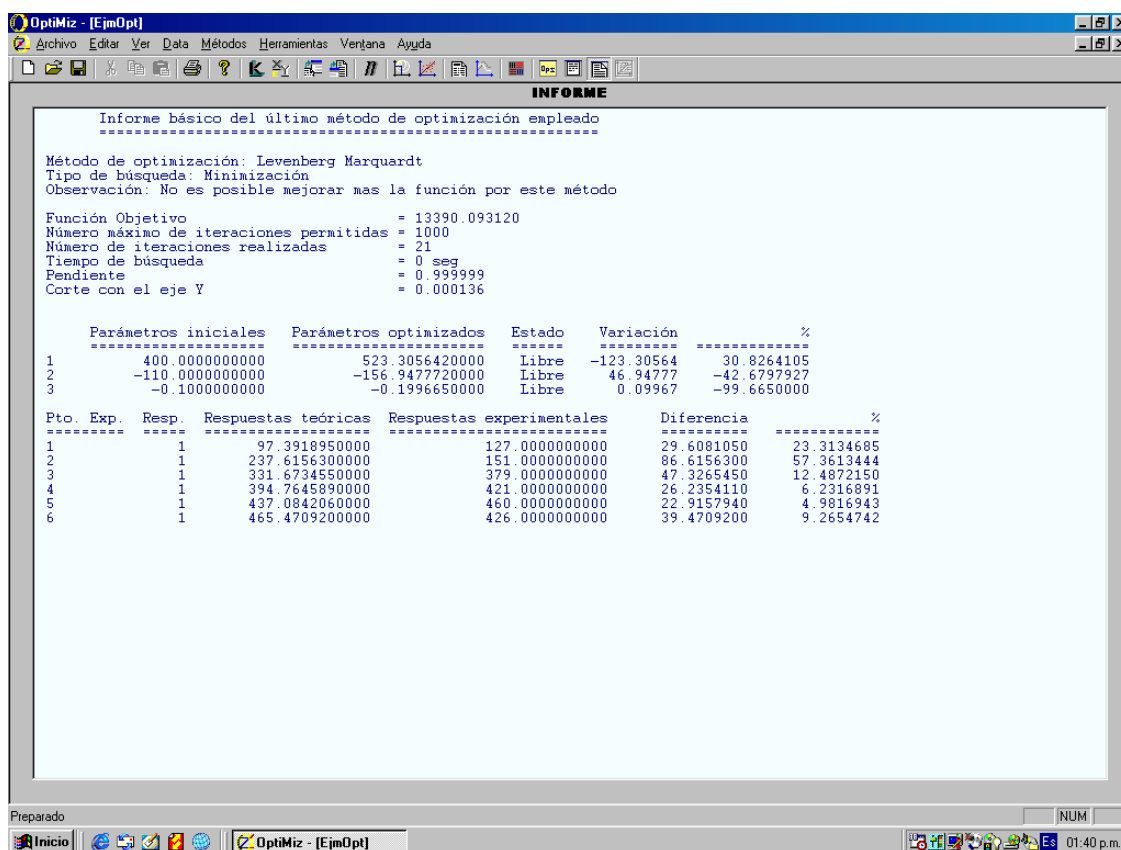 OptiMiz - [EjmOpt]
Archivo Editar Ver Data Métodos Herramientas Ventana Ayuda
INFORME
Informe básico del último método de optimización empleado
==========================================================
Método de optimización: Levenberg Marquardt
Tipo de búsqueda: Minimización
Observación: No es posible mejorar mas la función por este método
Función Objetivo = 13390.093120
Número máximo de iteraciones permitidas = 1000
Número de iteraciones realizadas = 21
Tiempo de búsqueda = 0 seg
Pendiente = 0.999999
Corte con el eje Y = 0.000136
Parámetros iniciales Parámetros optimizados Estado Variación %
==================== ====================== ====== ========= =============
1 400.0000000000 523.3056420000 Libre -123.30564 30.8264105
2 -110.0000000000 -156.9477720000 Libre 46.94777 -42.6797927
3 -0.1000000000 -0.1996650000 Libre 0.09967 -99.6650000
Pto. Exp. Resp. Respuestas teóricas Respuestas experimentales Diferencia %
========= ===== =================== ========================= ========== ============
1 1 97.3918950000 127.0000000000 29.6081050 23.3134685
2 1 237.6156300000 151.0000000000 86.6156300 57.3613444
3 1 331.6734550000 379.0000000000 47.3265450 12.4872150
4 1 394.7645890000 421.0000000000 26.2354110 6.2316891
5 1 437.0842060000 460.0000000000 22.9157940 4.9816943
6 1 465.4709200000 426.0000000000 39.4709200 9.2654742
Preparado NUM
Inicio OptiMiz - [EjmOpt] Es 01:40 p.m.